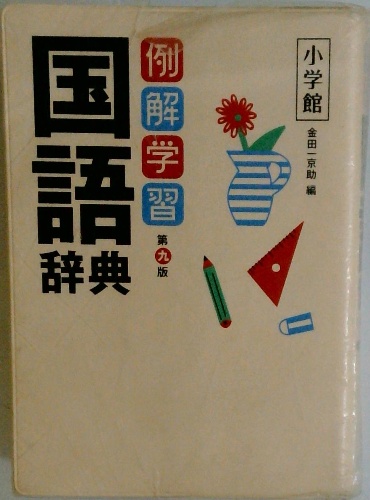 小学館
金田一京助 編
例解学習
国語
辞典
第九版